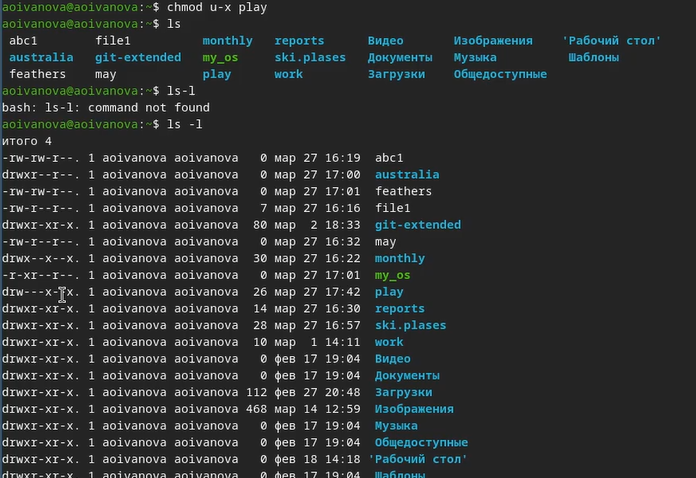 aoivanova@aoivanova:~$ chmod u-x play
aoivanova@aoivanova:~$ ls
abc1 file1 monthly reports Видео Изображения 'Рабочий стол'
australia git-extended my_os ski.plases Документы Музыка Шаблоны
feathers may play work Загрузки Общедоступные
aoivanova@aoivanova:~$ ls-l
bash: ls-l: command not found
aoivanova@aoivanova:~$ ls -l
итого 4
-rw-rw-r--. 1 aoivanova aoivanova 0 мар 27 16:19 abc1
drwxr--r--. 1 aoivanova aoivanova 0 мар 27 17:00 australia
-rw-rw-r--. 1 aoivanova aoivanova 0 мар 27 17:01 feathers
-rw-r--r--. 1 aoivanova aoivanova 7 мар 27 16:16 file1
drwxr-xr-x. 1 aoivanova aoivanova 80 мар 2 18:33 git-extended
-rw-r--r--. 1 aoivanova aoivanova 0 мар 27 16:32 may
drwx--x--x. 1 aoivanova aoivanova 30 мар 27 16:22 monthly
-r-xr--r--. 1 aoivanova aoivanova 0 мар 27 17:01 my_os
drw---x--x. 1 aoivanova aoivanova 26 мар 27 17:42 play
drwxr-xr-x. 1 aoivanova aoivanova 14 мар 27 16:30 reports
drwxr-xr-x. 1 aoivanova aoivanova 28 мар 27 16:57 ski.plases
drwxr-xr-x. 1 aoivanova aoivanova 10 мар 1 14:11 work
drwxr-xr-x. 1 aoivanova aoivanova 0 фев 17 19:04 Видео
drwxr-xr-x. 1 aoivanova aoivanova 0 фев 17 19:04 Документы
drwxr-xr-x. 1 aoivanova aoivanova 112 фев 27 20:48 Загрузки
drwxr-xr-x. 1 aoivanova aoivanova 468 мар 14 12:59 Изображения
drwxr-xr-x. 1 aoivanova aoivanova 0 фев 17 19:04 Музыка
drwxr-xr-x. 1 aoivanova aoivanova 0 фев 17 19:04 Общедоступные
drwxr-xr-x. 1 aoivanova aoivanova 0 фев 18 14:18 'Рабочий стол'
drwxr-xr-x. 1 aoivanova aoivanova 0 фев 17 19:04 Шаблоны